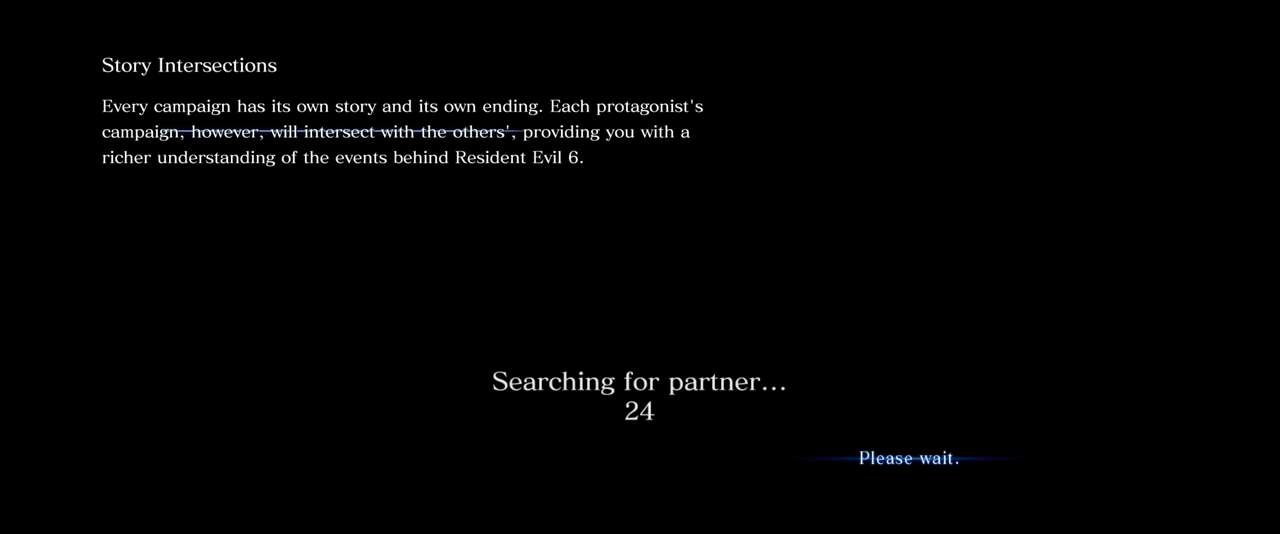 Story Intersections
Every campaign has its own story and its own ending. Each protagonist's
campaign, however, will intersect with the others', providing you with a
richer understanding of the events behind Resident Evil 6.
Searching for partner...
24
Please wait.